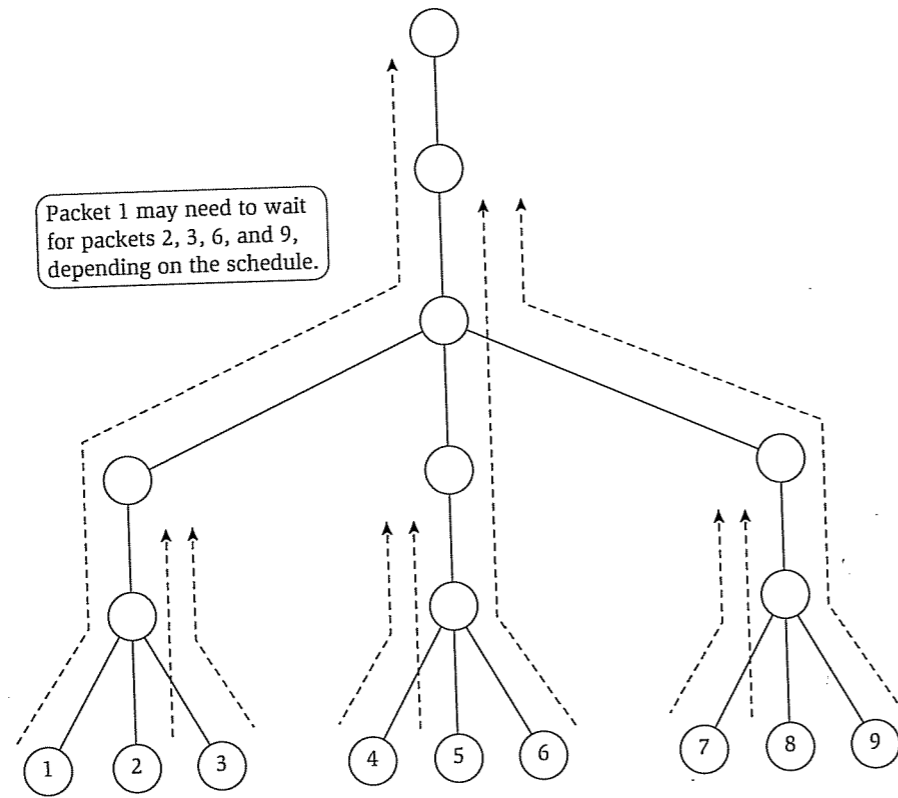 Packet 1 may need to wait
for packets 2, 3, 6, and 9,
depending on the schedule.
1 2 3 4 5 6 7 8 9